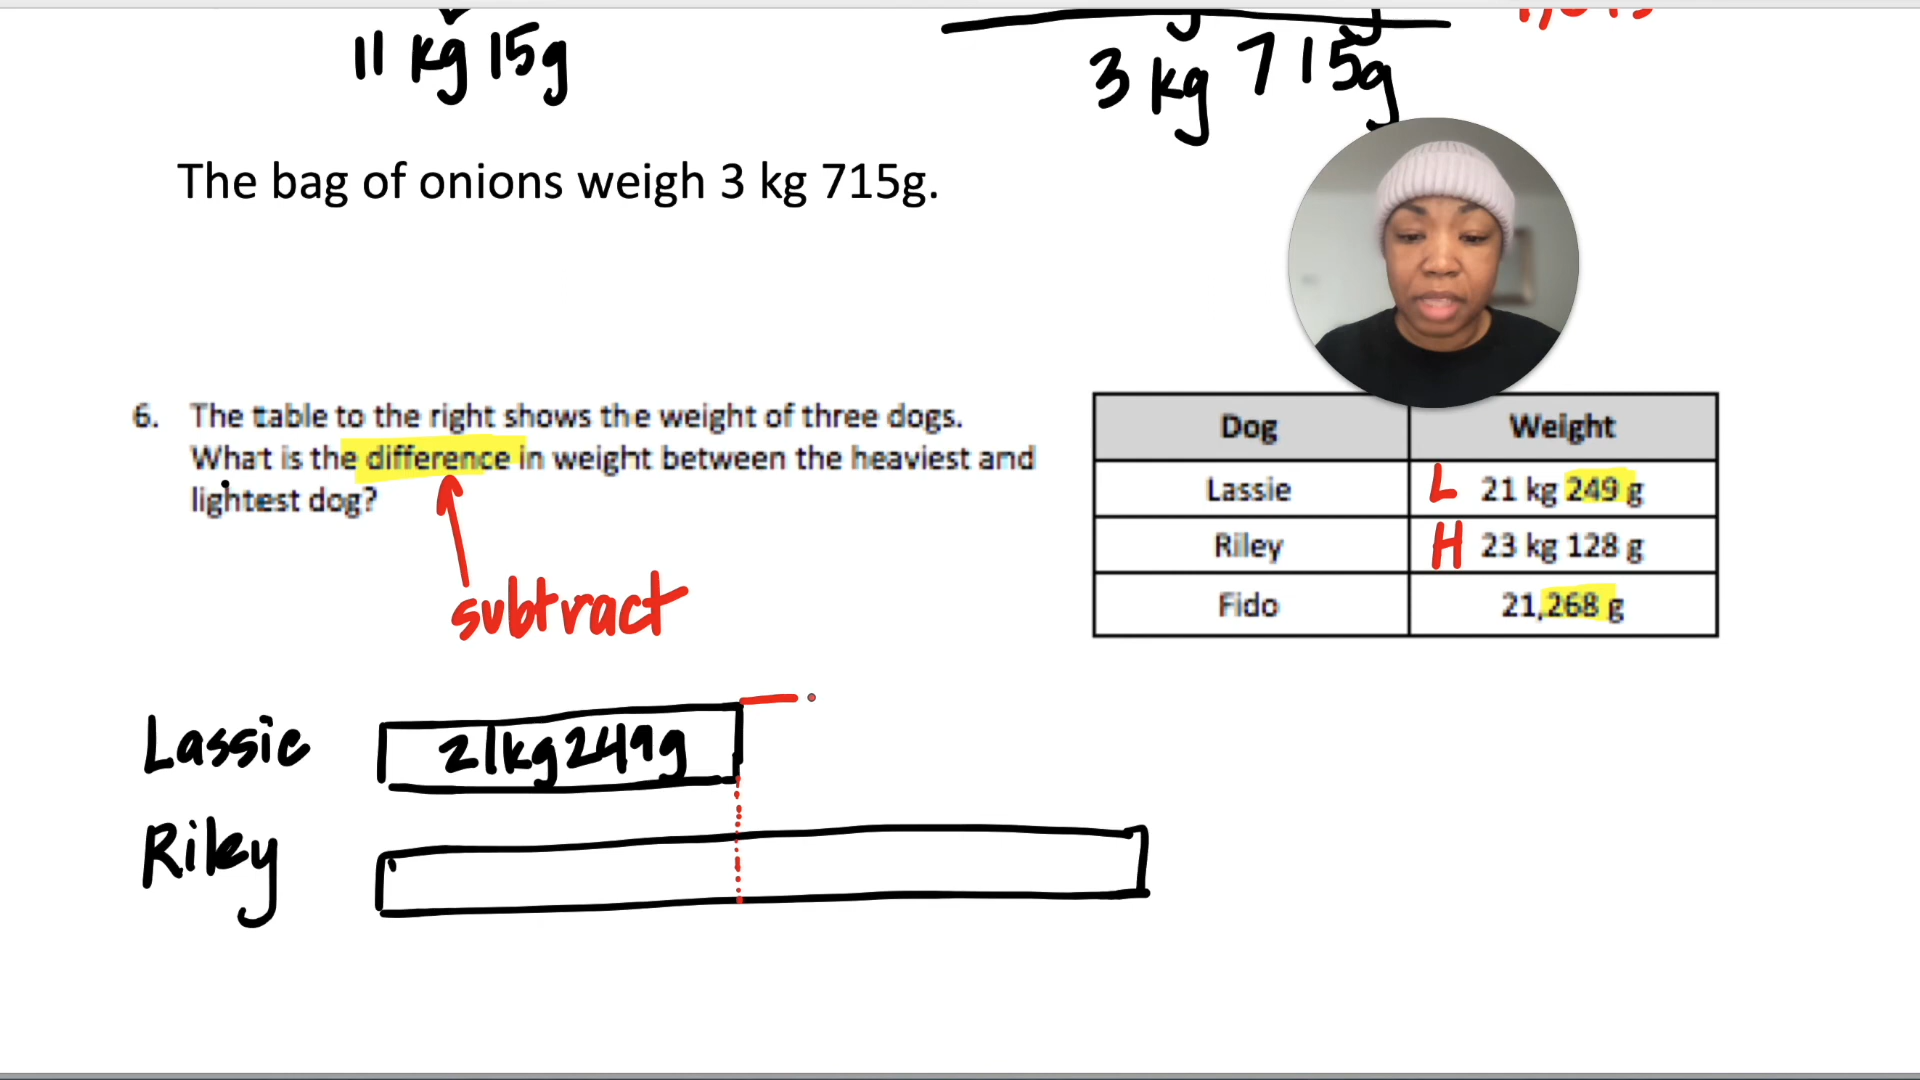 11 kg 15g
3 kg 715g
The bag of onions weigh 3 kg 715g.
6. The table to the right shows the weight of three dogs.
What is the difference in weight between the heaviest and
lightest dog?
subtract
Dog Weight
Lassie L 21 kg 249 g
Riley H 23 kg 128 g
Fido 21,268 g
Lassie 21kg 249g
Riley